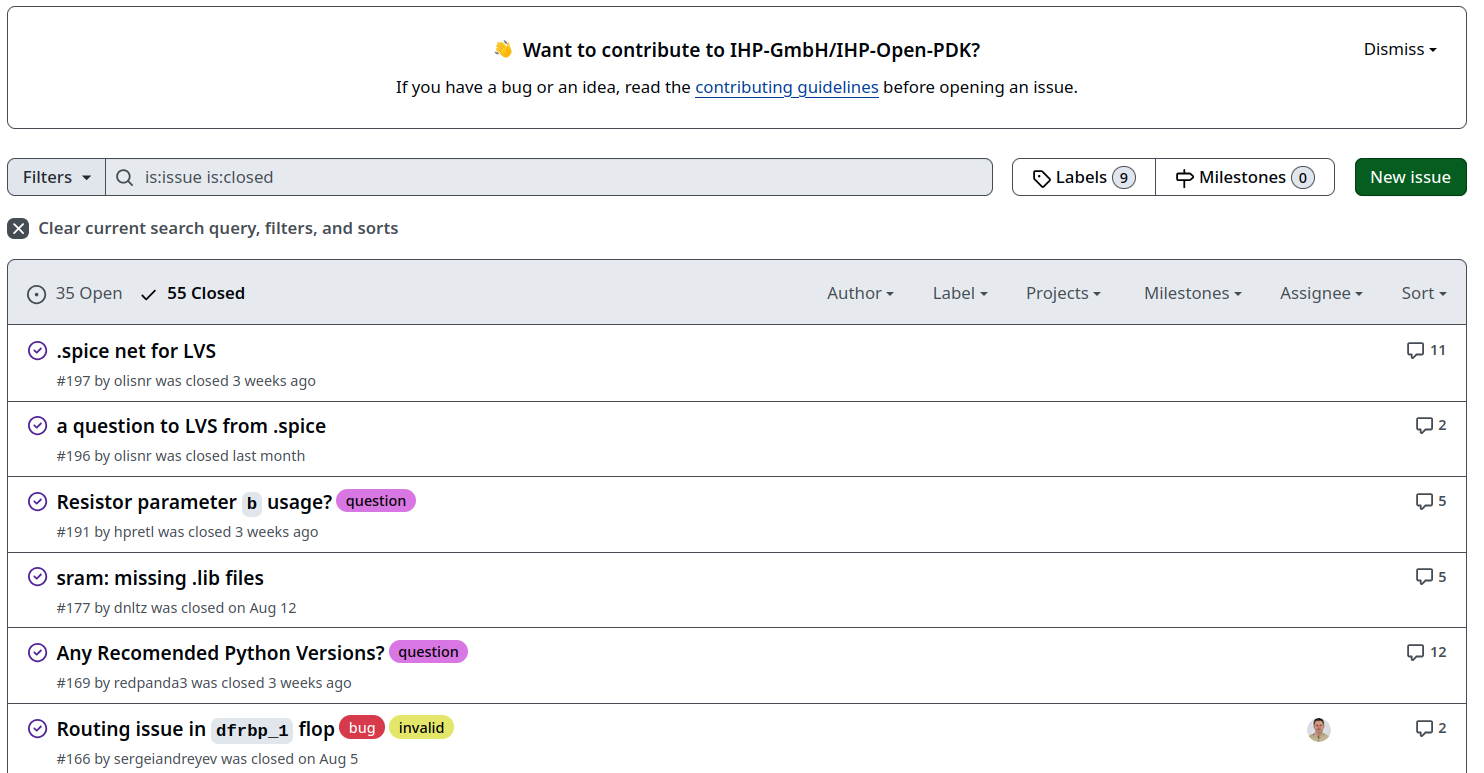 👋 Want to contribute to IHP-GmbH/IHP-Open-PDK?
Dismiss
If you have a bug or an idea, read the contributing guidelines before opening an issue.
Filters
is:issue is:closed
Labels 9
Milestones 0
New issue
Clear current search query, filters, and sorts
35 Open
55 Closed
Author
Label
Projects
Milestones
Assignee
Sort
.spice net for LVS
11
#197 by olisnr was closed 3 weeks ago
a question to LVS from .spice
2
#196 by olisnr was closed last month
Resistor parameter b usage? question
5
#191 by hpretl was closed 3 weeks ago
sram: missing .lib files
5
#177 by dnltz was closed on Aug 12
Any Recomended Python Versions? question
12
#169 by redpanda3 was closed 3 weeks ago
Routing issue in dfrbp_1 flop bug invalid
2
#166 by sergeiandreyev was closed on Aug 5